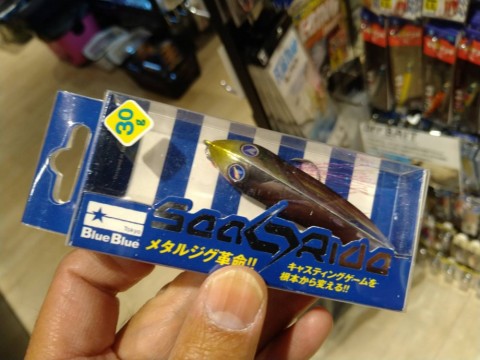 30g
Tokyo
BlueBlue
SeaRide
メタルジグ革命!!
キャスティングゲームを
根本から変える!!